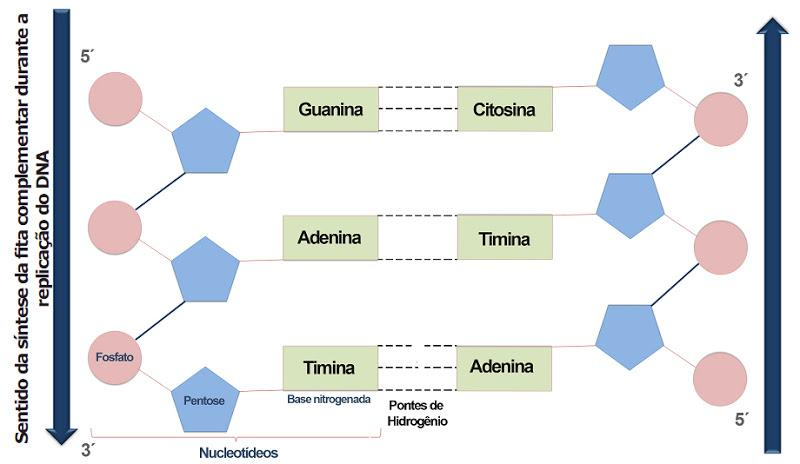 Sentido da síntese da fita complementar durante a
replicação do DNA
5´
3´
Guanina
Citosina
Adenina
Timina
Fosfato
Timina
Adenina
Pentose
Base nitrogenada
Pontes de
Hidrogênio
5´
3´
Nucleotídeos